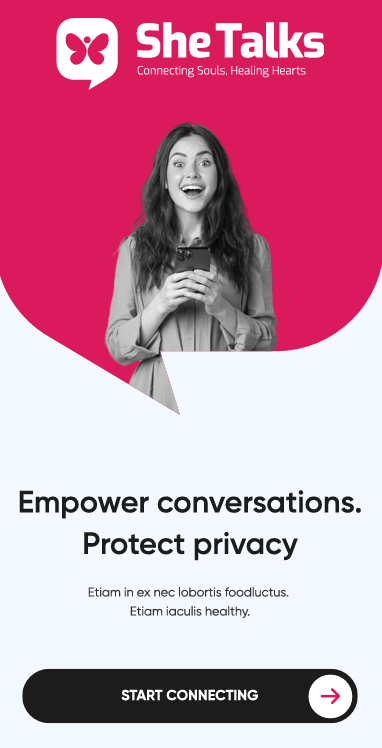 She Talks
Connecting Souls, Healing Hearts
Empower conversations.
Protect privacy
Etiam in ex nec lobortis foodluctus.
Etiam iaculis healthy.
START CONNECTING